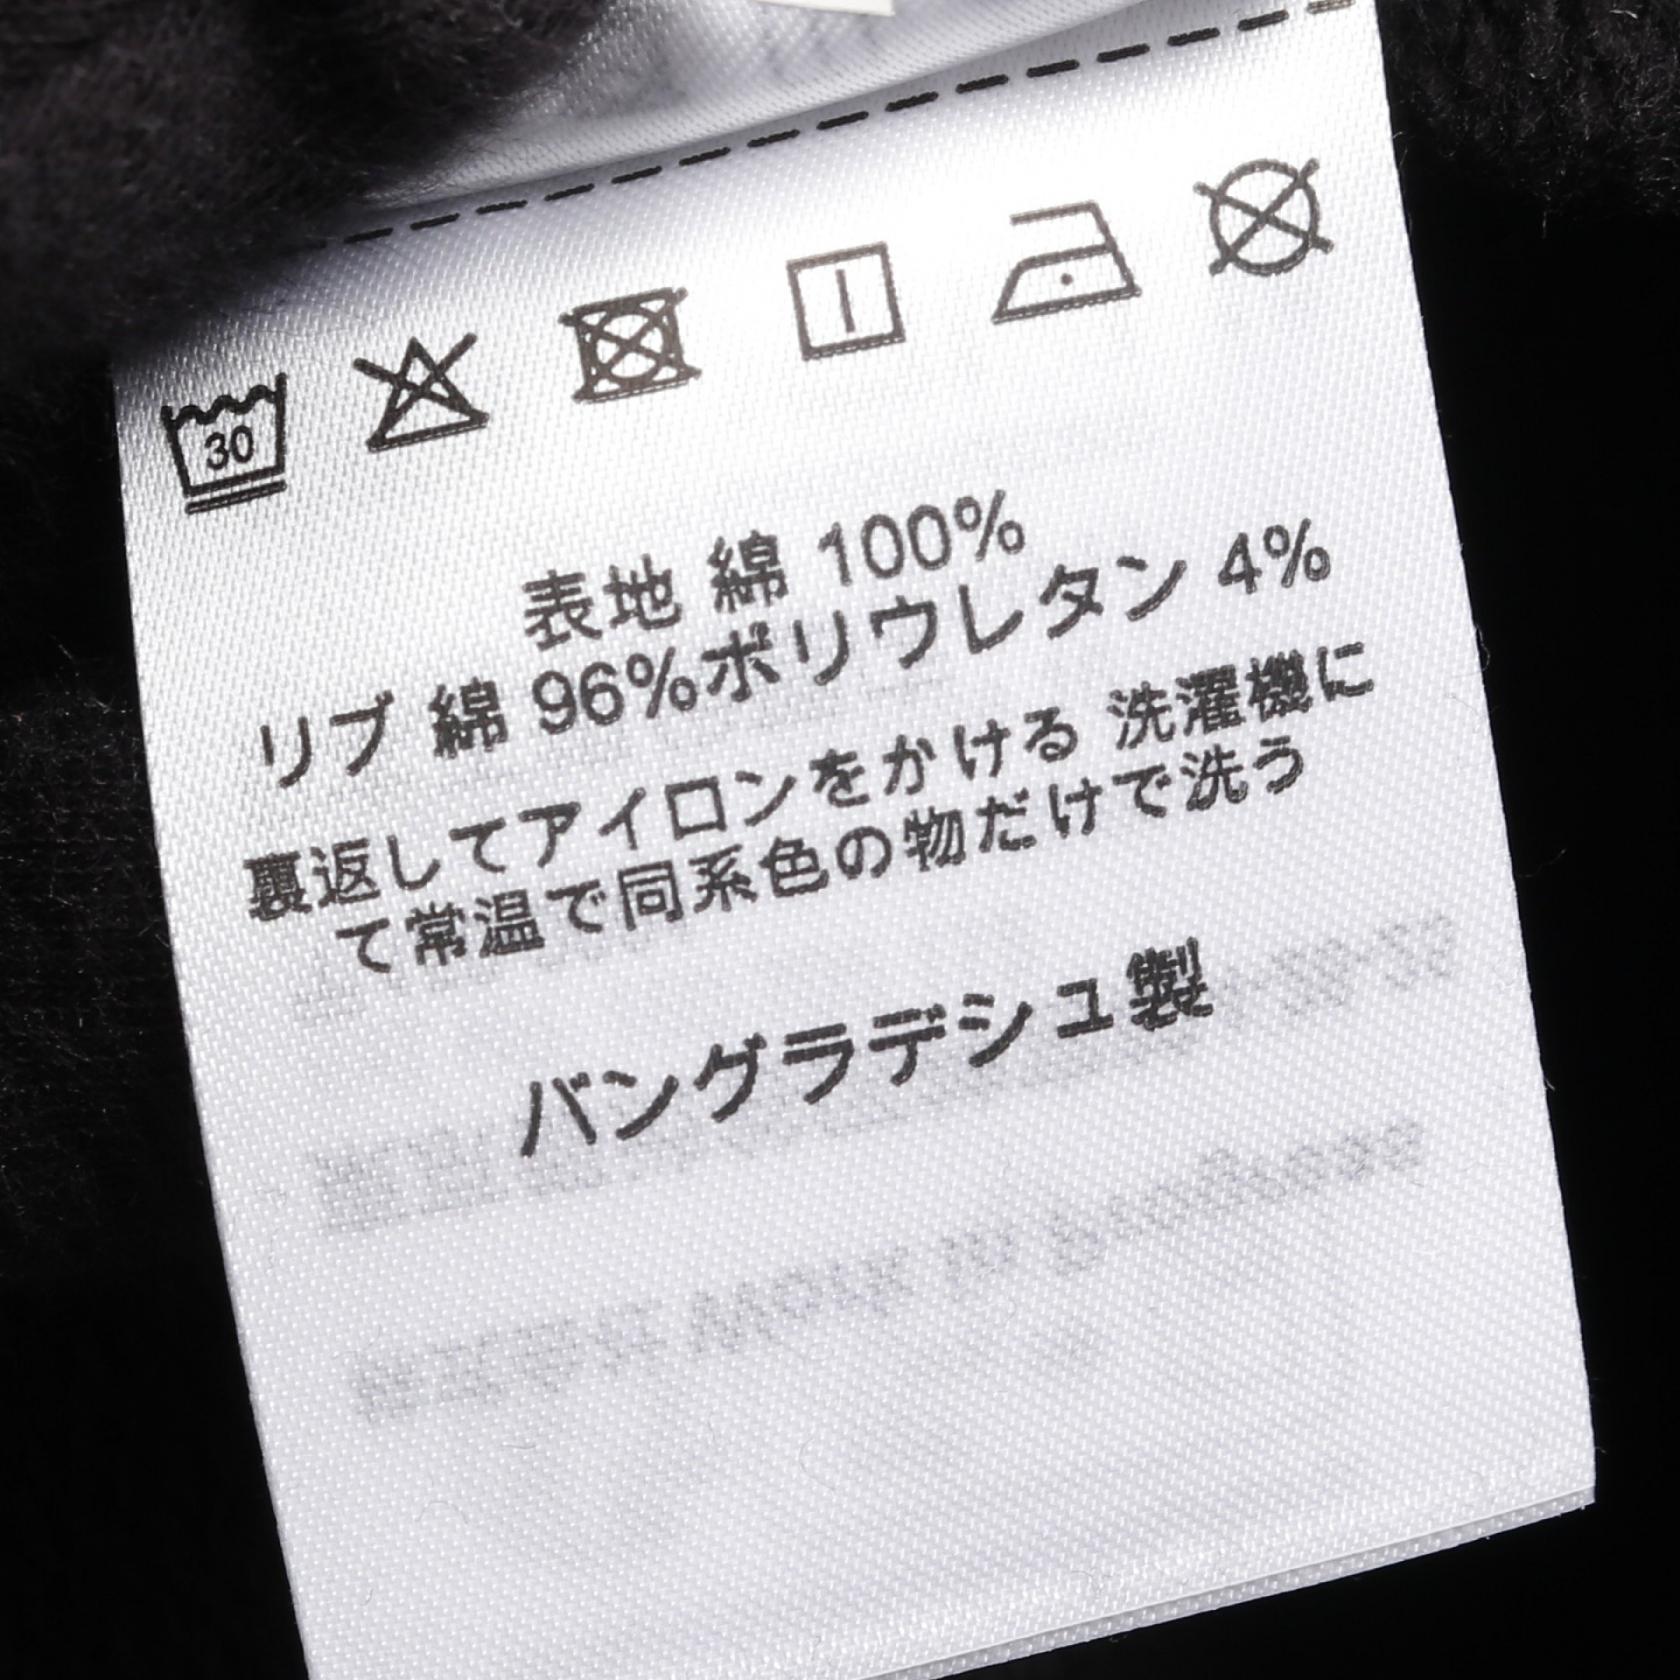 30
表地 綿 100%
リブ 綿 96%ポリウレタン 4%
裏返してアイロンをかける 洗濯機に
て常温で同系色の物だけで洗う
バングラデシュ製